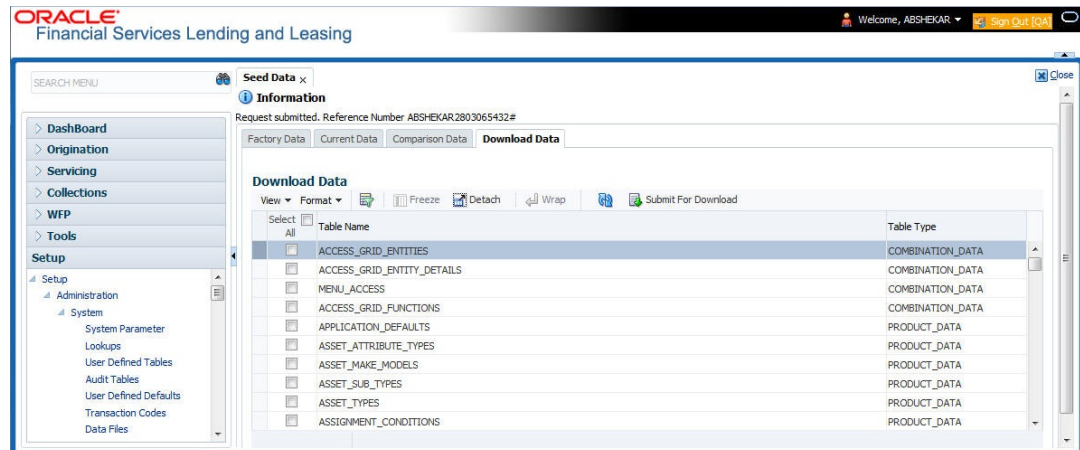 ORACLE®
Financial Services Lending and Leasing
Welcome, ABSHEKAR
Sign Out [QA]
SEARCH MENU
DashBoard
Origination
Servicing
Collections
WFP
Tools
Setup
Setup
Administration
System
System Parameter
Lookups
User Defined Tables
Audit Tables
User Defined Defaults
Transaction Codes
Data Files
Seed Data x
Close
Information
Request submitted. Reference Number ABSHEKAR2803065432#
Factory Data Current Data Comparison Data Download Data
Download Data
View Format Freeze Detach Wrap Submit For Download
Select All Table Name Table Type
ACCESS_GRID_ENTITIES COMBINATION_DATA
ACCESS_GRID_ENTITY_DETAILS COMBINATION_DATA
MENU_ACCESS COMBINATION_DATA
ACCESS_GRID_FUNCTIONS COMBINATION_DATA
APPLICATION_DEFAULTS PRODUCT_DATA
ASSET_ATTRIBUTE_TYPES PRODUCT_DATA
ASSET_MAKE_MODELS PRODUCT_DATA
ASSET_SUB_TYPES PRODUCT_DATA
ASSET_TYPES PRODUCT_DATA
ASSIGNMENT_CONDITIONS PRODUCT_DATA